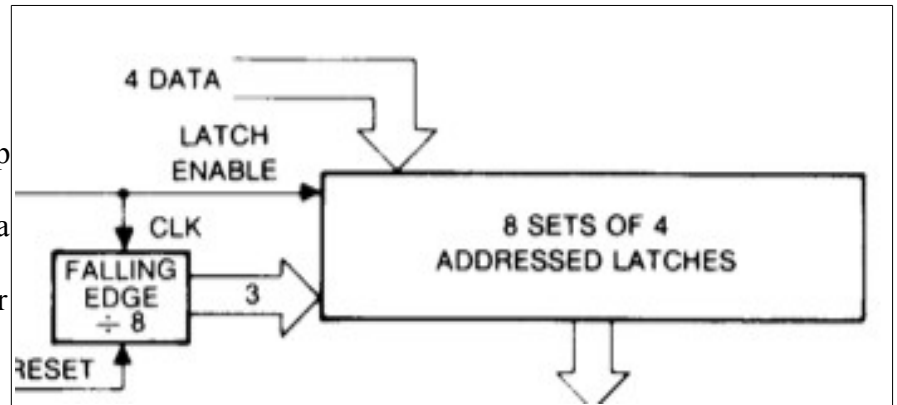 4 DATA
LATCH
ENABLE
p
a
r
CLK
8 SETS OF 4
ADDRESSED LATCHES
FALLING
EDGE
÷ 8
3
RESET